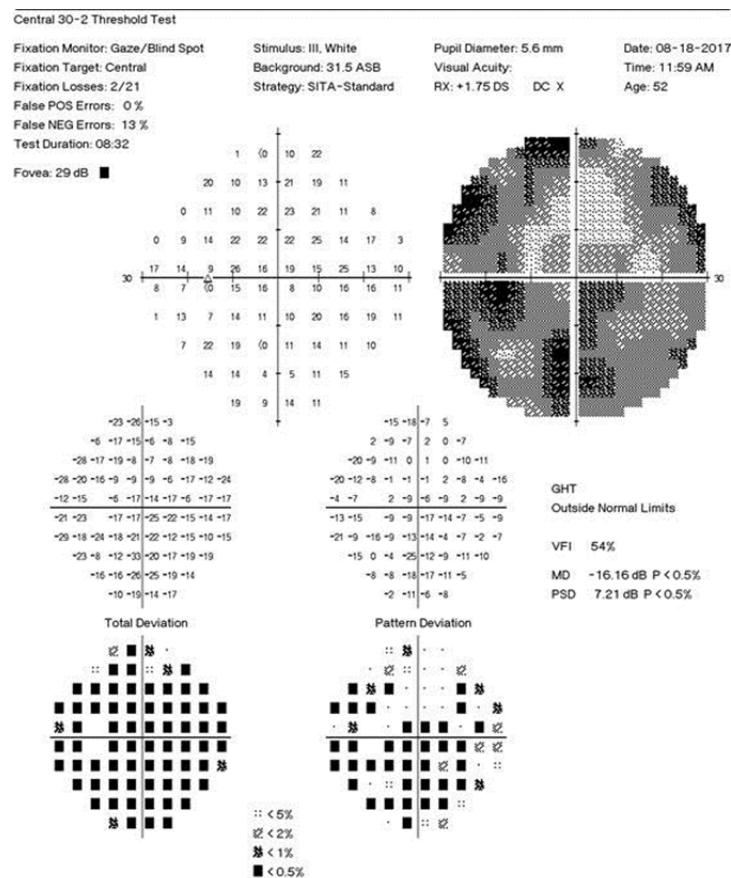 Central 30-2 Threshold Test
Fixation Monitor: Gaze/Blind Spot Stimulus: III, White Pupil Diameter: 5.6 mm Date: 08-18-2017
Fixation Target: Central Background: 31.5 ASB Visual Acuity: Time: 11:59 AM
Fixation Losses: 2/21 Strategy: SITA-Standard RX: +1.75 DS DC X Age: 52
False POS Errors: 0 %
False NEG Errors: 13 %
Test Duration: 08:32
Fovea: 29 dB
1 ⟨0 10 22
20 10 13 21 19 11
0 11 10 22 23 21 11 8
0 9 14 22 22 22 25 14 17 3
17 14 9 26 16 19 15 25 13 10
30 30
8 7 ⟨0 15 16 8 10 16 16 11
1 13 7 14 11 10 20 16 19 11
7 22 19 ⟨0 11 14 11 10
14 14 4 5 11 15
19 9 14 11
-23 -26 -15 -3
-6 -17 -15 -6 -8 -15
-28 -17 -19 -8 -7 -8 -18 -19
-28 -20 -16 -9 -9 -9 -6 -17 -12 -24
-12 -15 -6 -17 -14 -17 -6 -17 -17
-21 -23 -17 -17 -25 -22 -15 -14 -17
-29 -18 -24 -18 -21 -22 -12 -15 -10 -15
-23 -8 -12 -33 -20 -17 -19 -19
-16 -16 -26 -25 -19 -14
-10 -19 -14 -17
Total Deviation
-15 -18 -7 5
2 -9 -7 2 0 -7
-20 -9 -11 0 1 0 -10 -11
-20 -12 -8 -1 -1 -1 2 -8 -4 -16
-4 -7 2 -9 -6 -9 2 -9 -9
-13 -15 -9 -9 -17 -14 -7 -5 -9
-21 -9 -16 -9 -13 -14 -4 -7 -2 -7
-15 0 -4 -25 -12 -9 -11 -10
-8 -8 -18 -17 -11 -5
-2 -11 -6 -8
Pattern Deviation
GHT
Outside Normal Limits
VFI 54%
MD -16.16 dB P < 0.5%
PSD 7.21 dB P < 0.5%
< 5%
< 2%
< 1%
< 0.5%